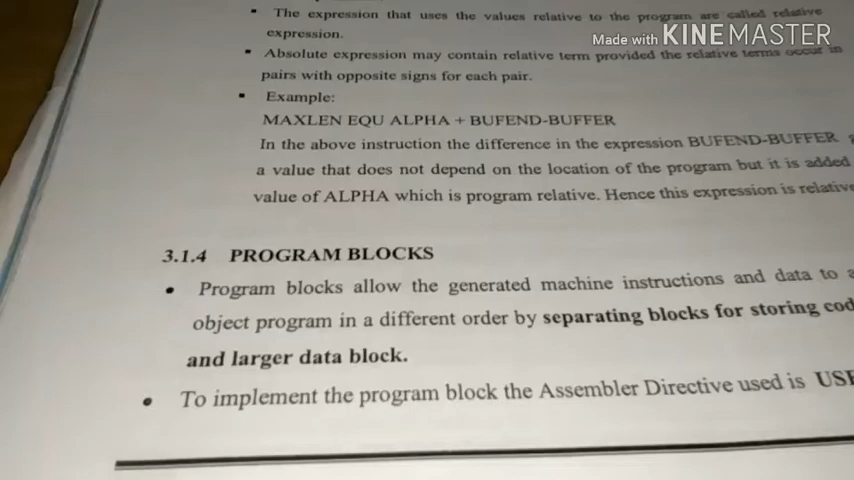 The expression that uses the values relative to the program are called relative
expression.
Made with KINEMASTER
Absolute expression may contain relative term provided the relative terms occur in
pairs with opposite signs for each pair.
Example:
MAXLEN EQU ALPHA + BUFEND-BUFFER
In the above instruction the difference in the expression BUFEND-BUFFER
a value that does not depend on the location of the program but it is added
value of ALPHA which is program relative. Hence this expression is relative
3.1.4 PROGRAM BLOCKS
• Program blocks allow the generated machine instructions and data to
object program in a different order by separating blocks for storing cod
and larger data block.
• To implement the program block the Assembler Directive used is USE